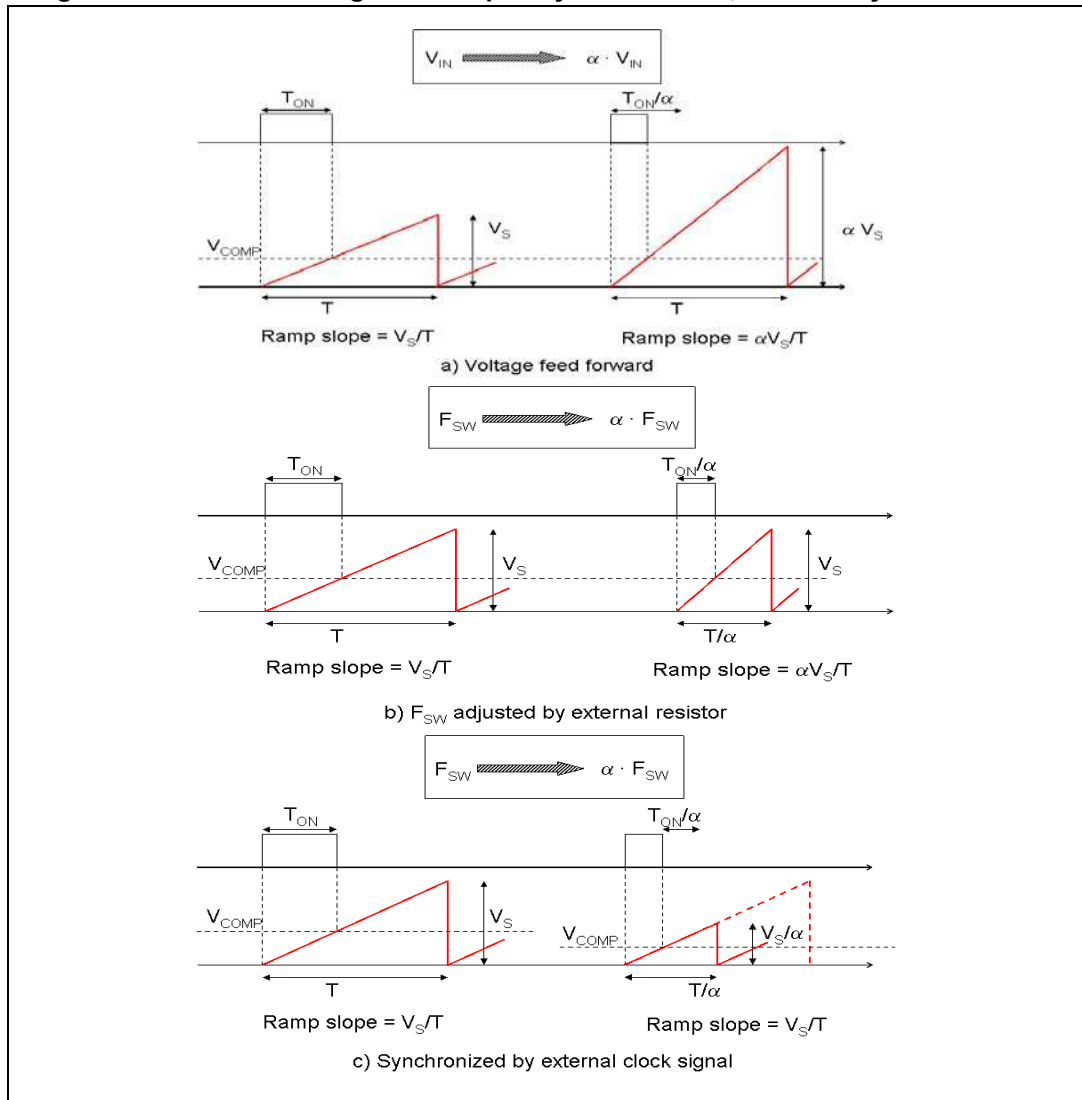 V_IN α · V_IN
T_ON T_ON/α
V_COMP V_S α V_S
T T
Ramp slope = V_S/T Ramp slope = αV_S/T
a) Voltage feed forward
F_SW α · F_SW
T_ON T_ON/α
V_COMP V_S V_S
T T/α
Ramp slope = V_S/T Ramp slope = αV_S/T
b) F_SW adjusted by external resistor
F_SW α · F_SW
T_ON T_ON/α
V_COMP V_S V_COMP V_S/α
T T/α
Ramp slope = V_S/T Ramp slope = V_S/T
c) Synchronized by external clock signal